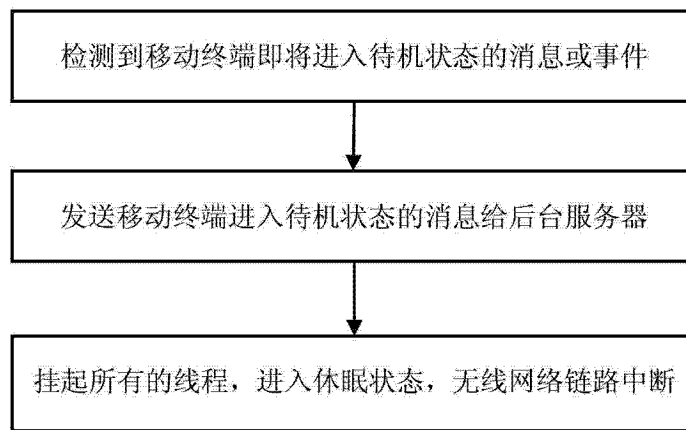 检测到移动终端即将进入待机状态的消息或事件
发送移动终端进入待机状态的消息给后台服务器
挂起所有的线程，进入休眠状态，无线网络链路中断